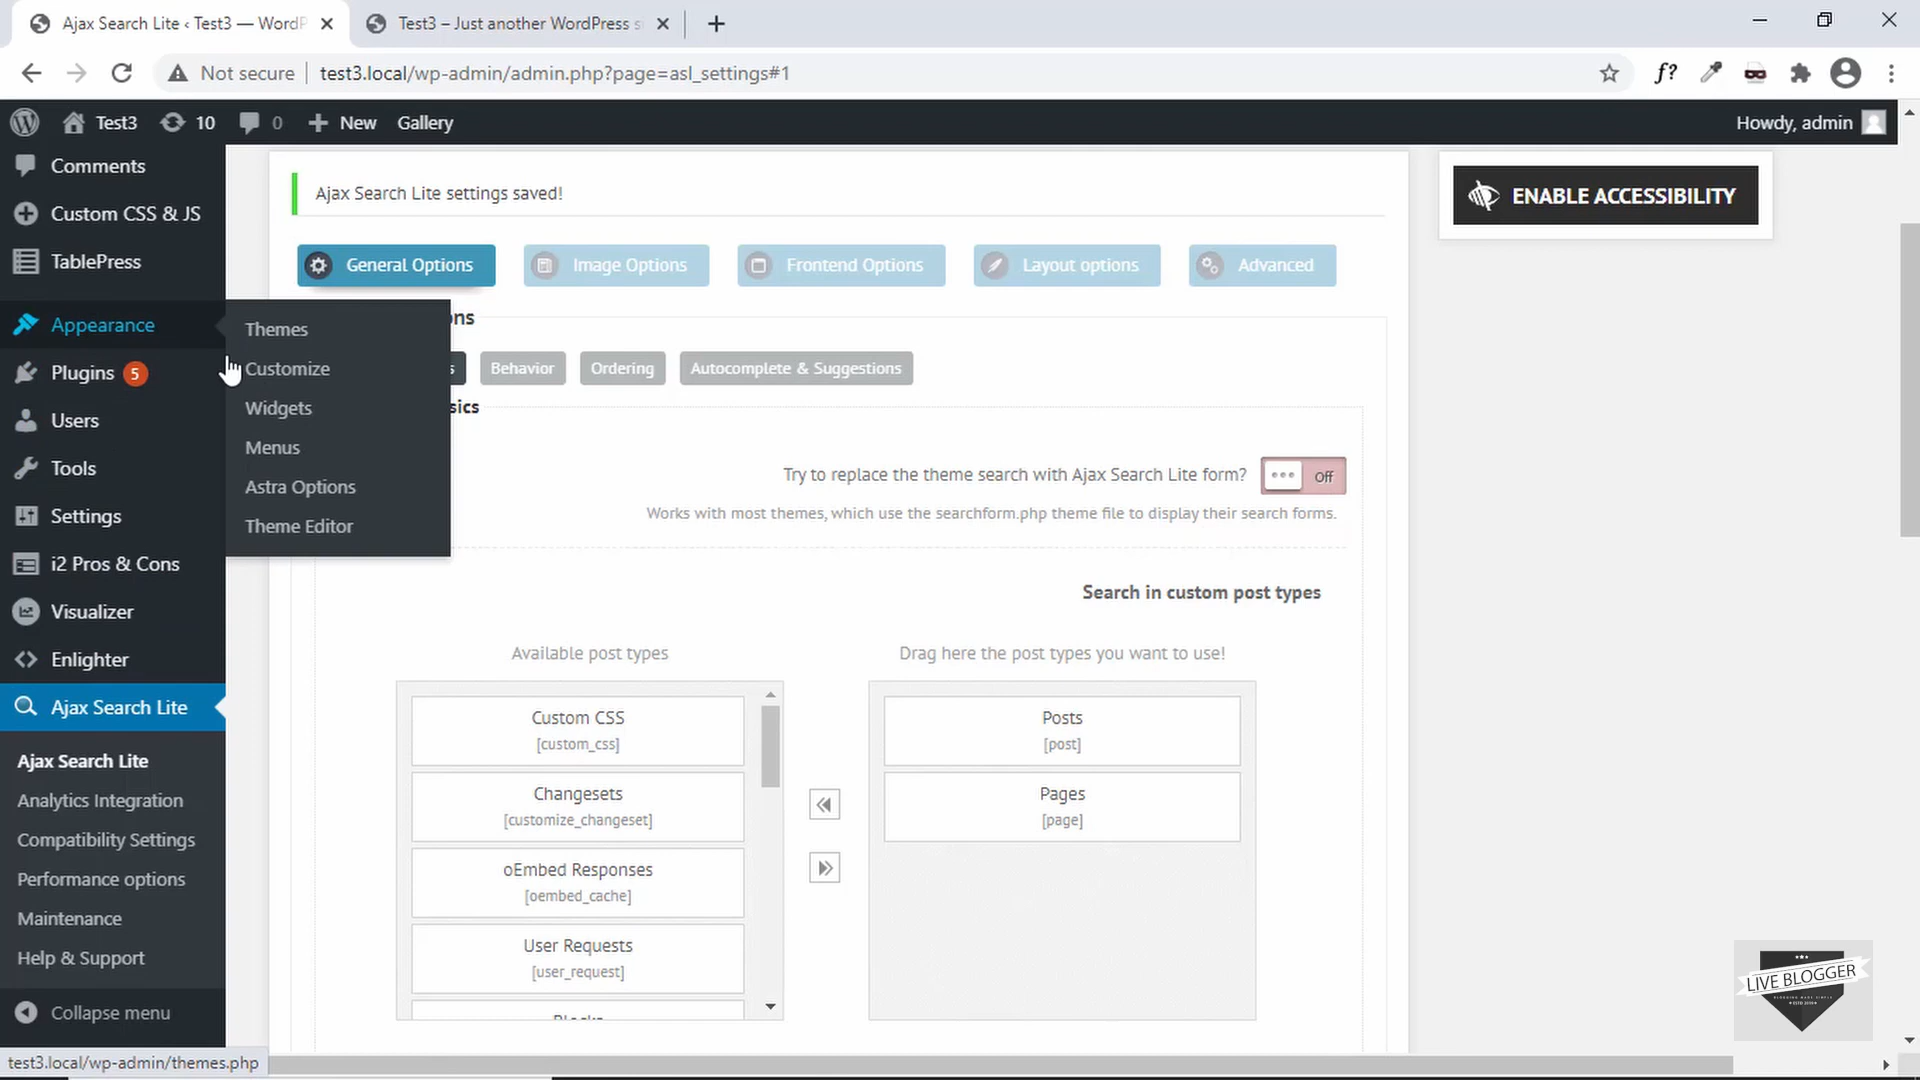 Ajax Search Lite ‹ Test3 — WordP
Test3 – Just another WordPress s
Not secure
test3.local/wp-admin/admin.php?page=asl_settings#1
f?
Test3
10
0
New
Gallery
Howdy, admin
Comments
Custom CSS & JS
TablePress
Appearance
Plugins 5
Users
Tools
Settings
i2 Pros & Cons
Visualizer
Enlighter
Ajax Search Lite
Ajax Search Lite
Analytics Integration
Compatibility Settings
Performance options
Maintenance
Help & Support
Collapse menu
test3.local/wp-admin/themes.php
Themes
Customize
Widgets
Menus
Astra Options
Theme Editor
Ajax Search Lite settings saved!
General Options
Image Options
Frontend Options
Layout options
Advanced
ons
s
Behavior
Ordering
Autocomplete & Suggestions
sics
Try to replace the theme search with Ajax Search Lite form?
Off
Works with most themes, which use the searchform.php theme file to display their search forms.
Search in custom post types
Available post types
Drag here the post types you want to use!
Custom CSS
[custom_css]
Changesets
[customize_changeset]
oEmbed Responses
[oembed_cache]
User Requests
[user_request]
Blocks
Posts
[post]
Pages
[page]
ENABLE ACCESSIBILITY
LIVE BLOGGER